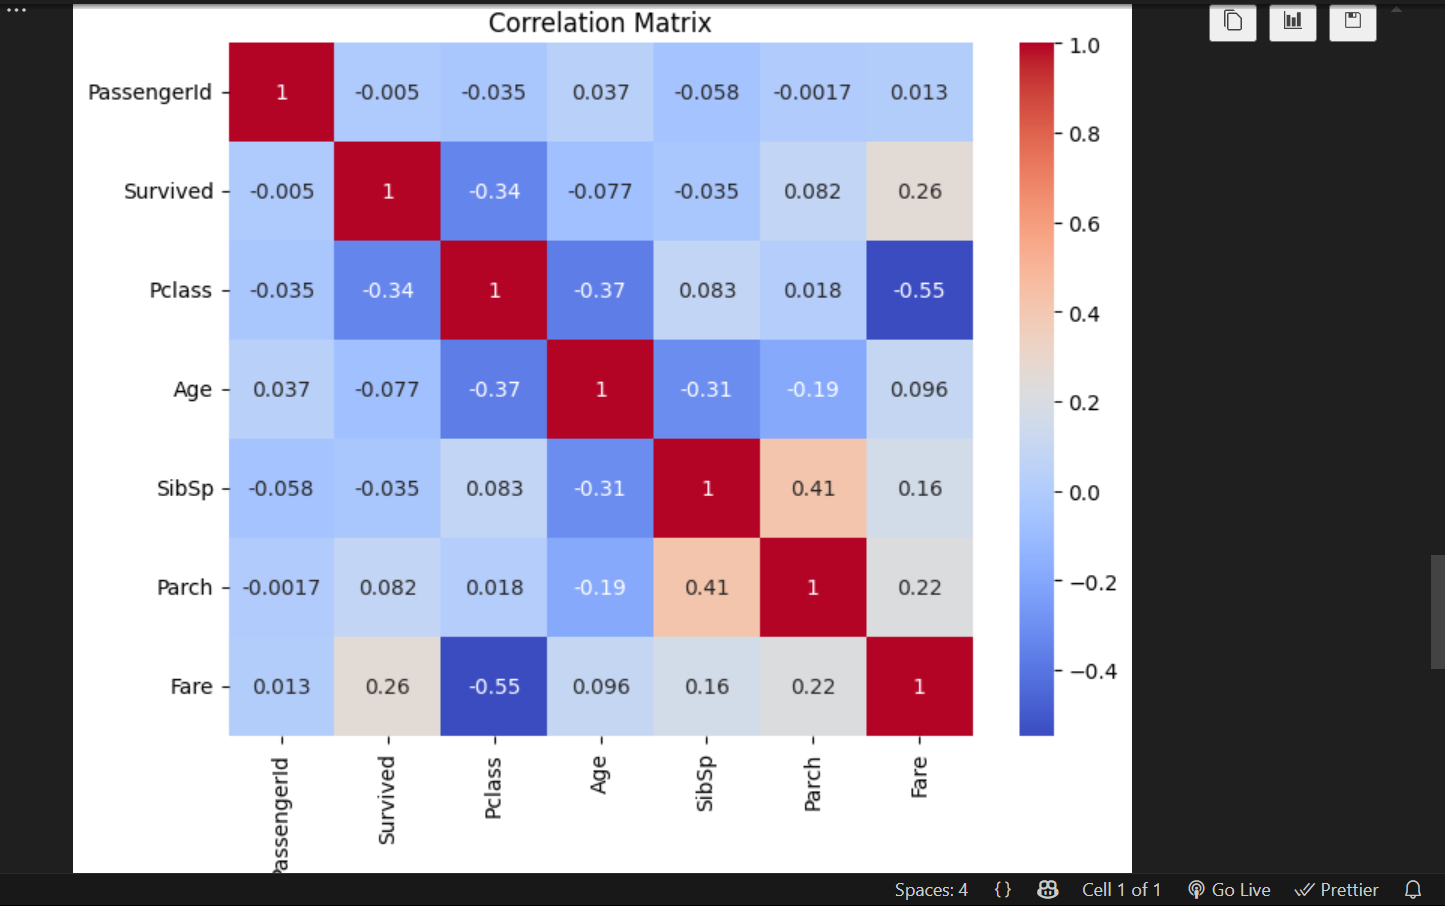 Correlation Matrix
PassengerId 1 -0.005 -0.035 0.037 -0.058 -0.0017 0.013
Survived -0.005 1 -0.34 -0.077 -0.035 0.082 0.26
Pclass -0.035 -0.34 1 -0.37 0.083 0.018 -0.55
Age 0.037 -0.077 -0.37 1 -0.31 -0.19 0.096
SibSp -0.058 -0.035 0.083 -0.31 1 0.41 0.16
Parch -0.0017 0.082 0.018 -0.19 0.41 1 0.22
Fare 0.013 0.26 -0.55 0.096 0.16 0.22 1
PassengerId Survived Pclass Age SibSp Parch Fare
1.0
0.8
0.6
0.4
0.2
0.0
−0.2
−0.4
Spaces: 4 {} Cell 1 of 1 Go Live Prettier